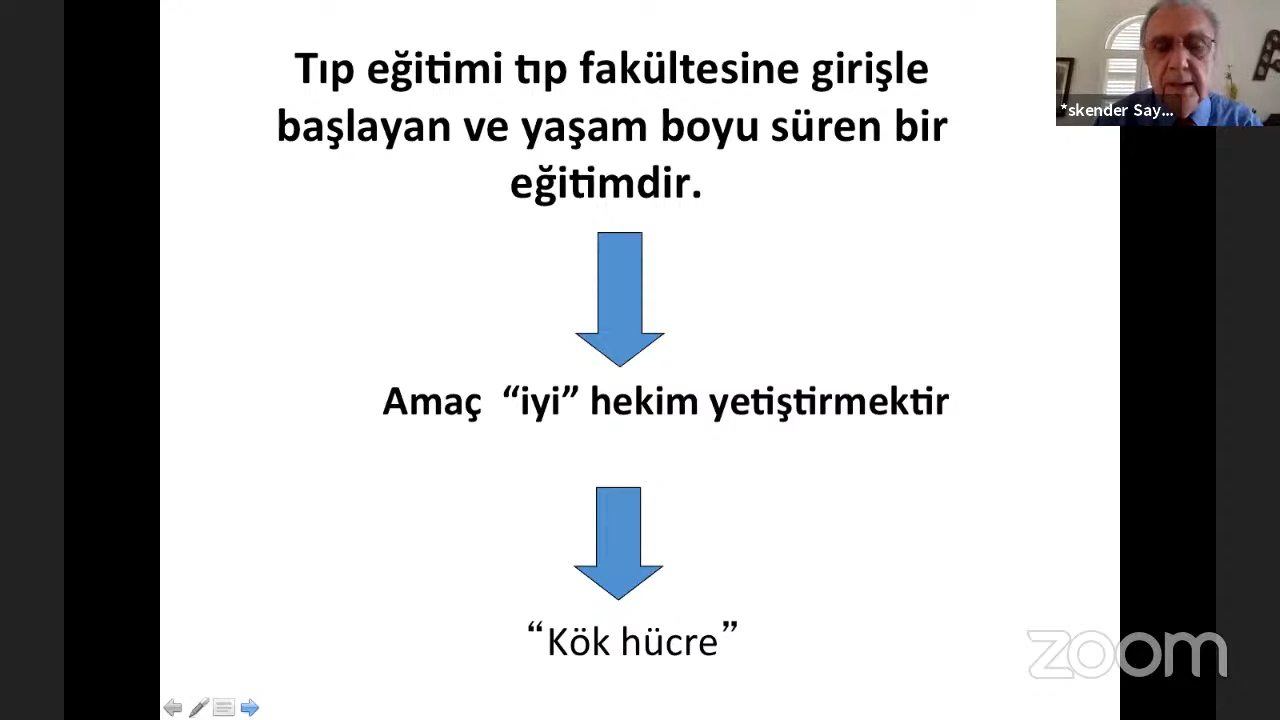 Tıp eğitimi tıp fakültesine girişle
başlayan ve yaşam boyu süren bir
eğitimdir.
*skender Say...
Amaç “iyi” hekim yetiştirmektir
“Kök hücre”
zoom